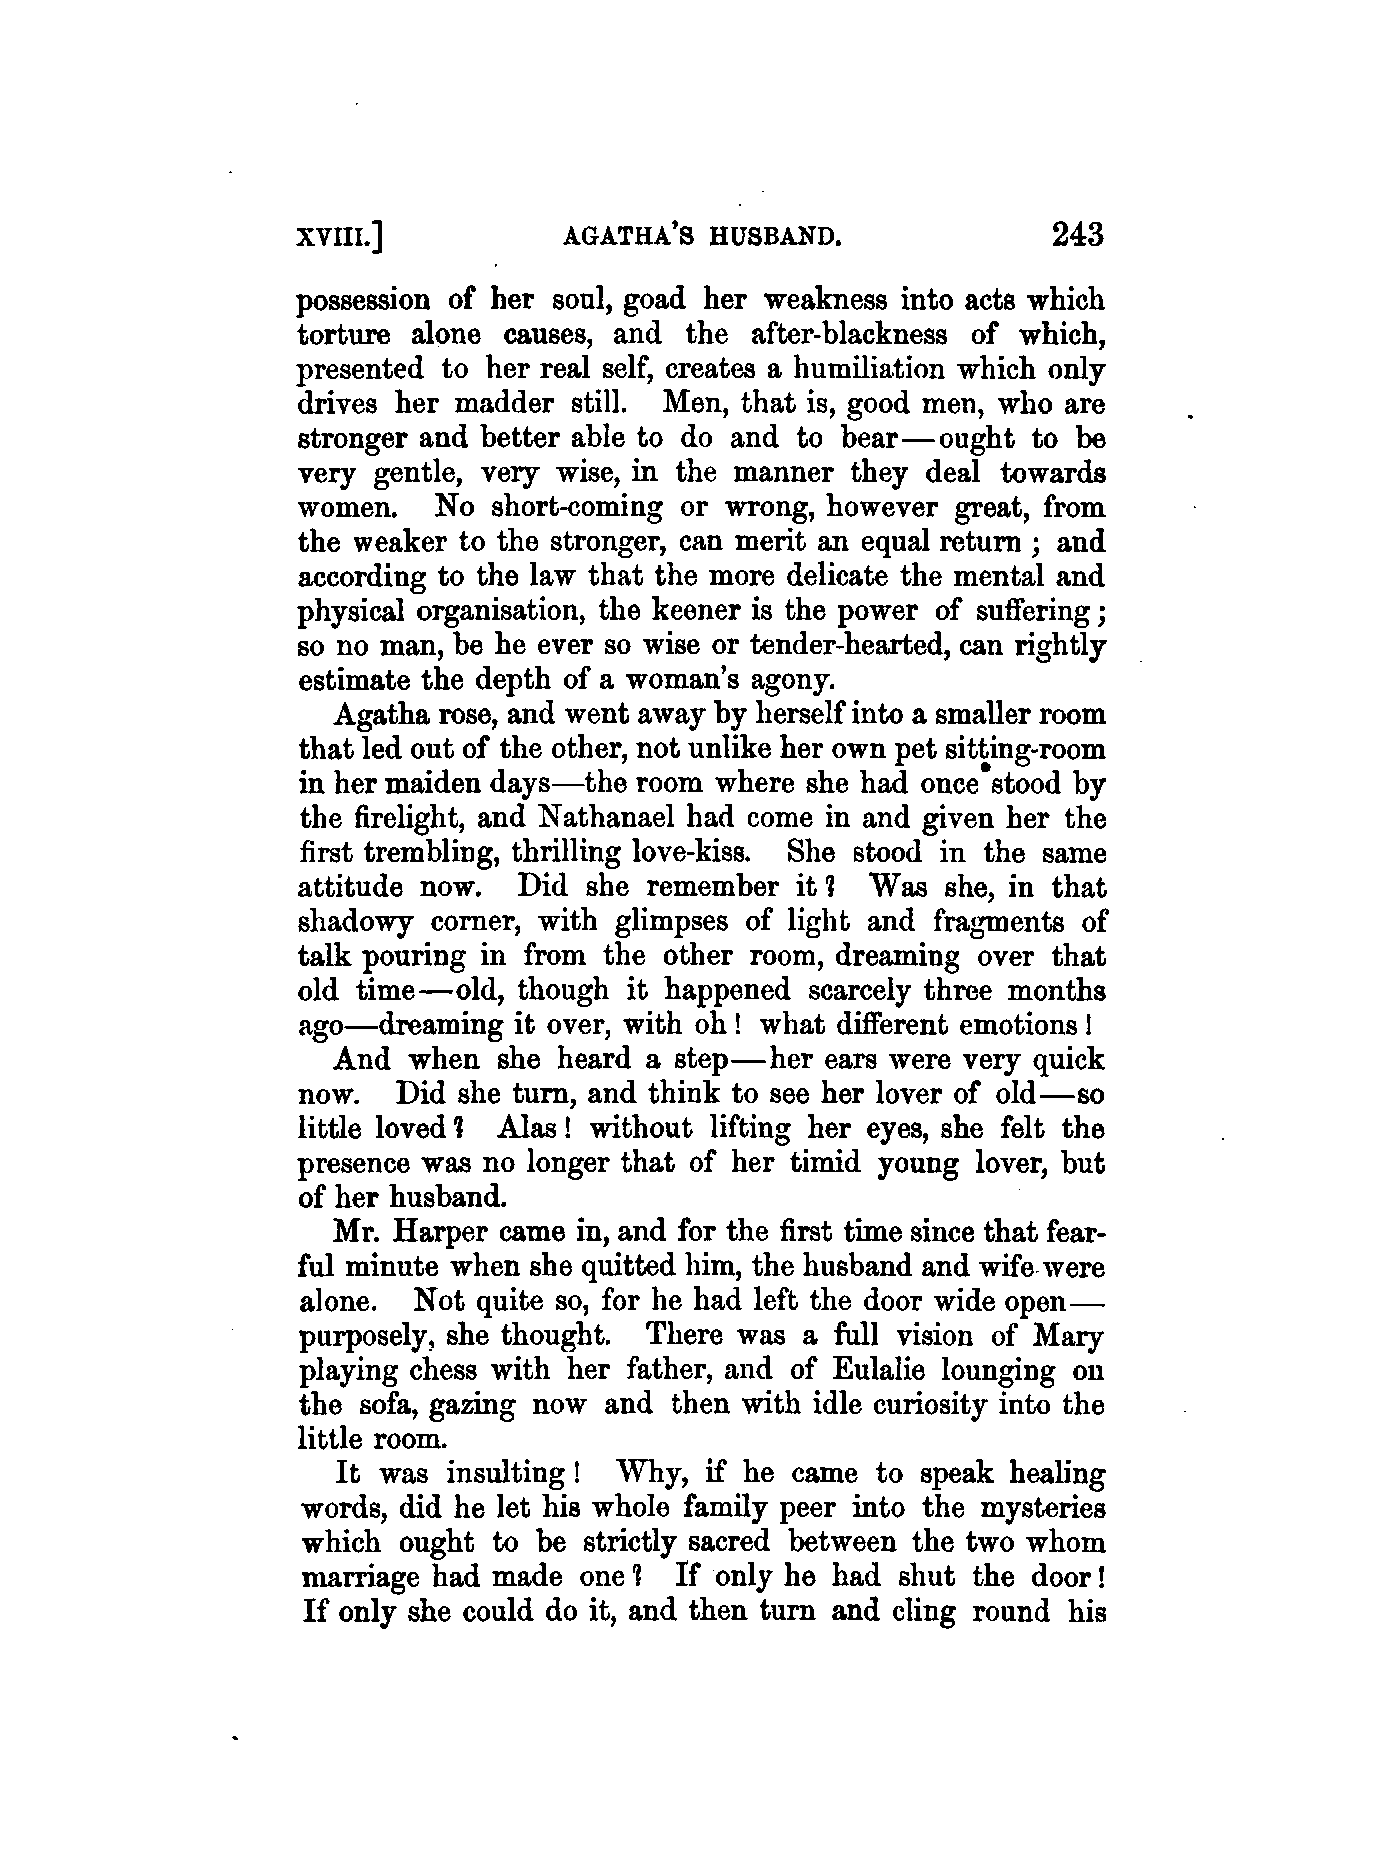 XVIII.] AGATHA'S HUSBAND. 243
possession of her soul, goad her weakness into acts which
torture alone causes, and the after-blackness of which,
presented to her real self, creates a humiliation which only
drives her madder still. Men, that is, good men, who are
stronger and better able to do and to bear—ought to be
very gentle, very wise, in the manner they deal towards
women. No short-coming or wrong, however great, from
the weaker to the stronger, can merit an equal return ; and
according to the law that the more delicate the mental and
physical organisation, the keener is the power of suffering ;
so no man, be he ever so wise or tender-hearted, can rightly
estimate the depth of a woman's agony.
Agatha rose, and went away by herself into a smaller room
that led out of the other, not unlike her own pet sitting-room
in her maiden days—the room where she had once stood by
the firelight, and Nathanael had come in and given her the
first trembling, thrilling love-kiss. She stood in the same
attitude now. Did she remember it ? Was she, in that
shadowy corner, with glimpses of light and fragments of
talk pouring in from the other room, dreaming over that
old time—old, though it happened scarcely three months
ago—dreaming it over, with oh ! what different emotions !
And when she heard a step—her ears were very quick
now. Did she turn, and think to see her lover of old—so
little loved ? Alas ! without lifting her eyes, she felt the
presence was no longer that of her timid young lover, but
of her husband.
Mr. Harper came in, and for the first time since that fear-
ful minute when she quitted him, the husband and wife were
alone. Not quite so, for he had left the door wide open—
purposely, she thought. There was a full vision of Mary
playing chess with her father, and of Eulalie lounging on
the sofa, gazing now and then with idle curiosity into the
little room.
It was insulting ! Why, if he came to speak healing
words, did he let his whole family peer into the mysteries
which ought to be strictly sacred between the two whom
marriage had made one ? If only he had shut the door !
If only she could do it, and then turn and cling round his